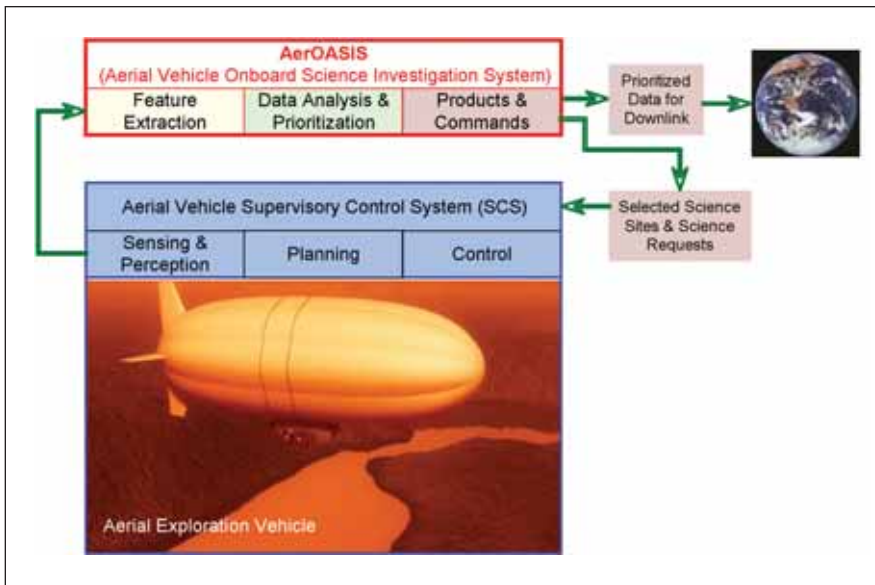 AerOASIS
(Aerial Vehicle Onboard Science Investigation System)
Feature
Extraction
Data Analysis &
Prioritization
Products &
Commands
Prioritized
Data for
Downlink
Aerial Vehicle Supervisory Control System (SCS)
Sensing &
Perception
Planning
Control
Selected Science
Sites & Science
Requests
Aerial Exploration Vehicle